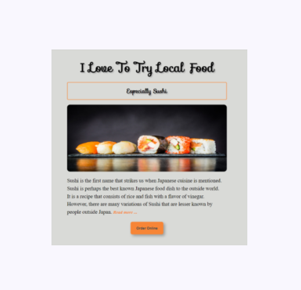 I Love To Try Local Food
Especially Sushi
Sushi is the first name that strikes us when Japanese cuisine is mentioned.
Sushi is perhaps the best known Japanese food dish to the outside world.
It is a recipe that consists of rice and fish with a flavor of vinegar.
However, there are many variations of Sushi that are lesser known by
people outside Japan. Read more...